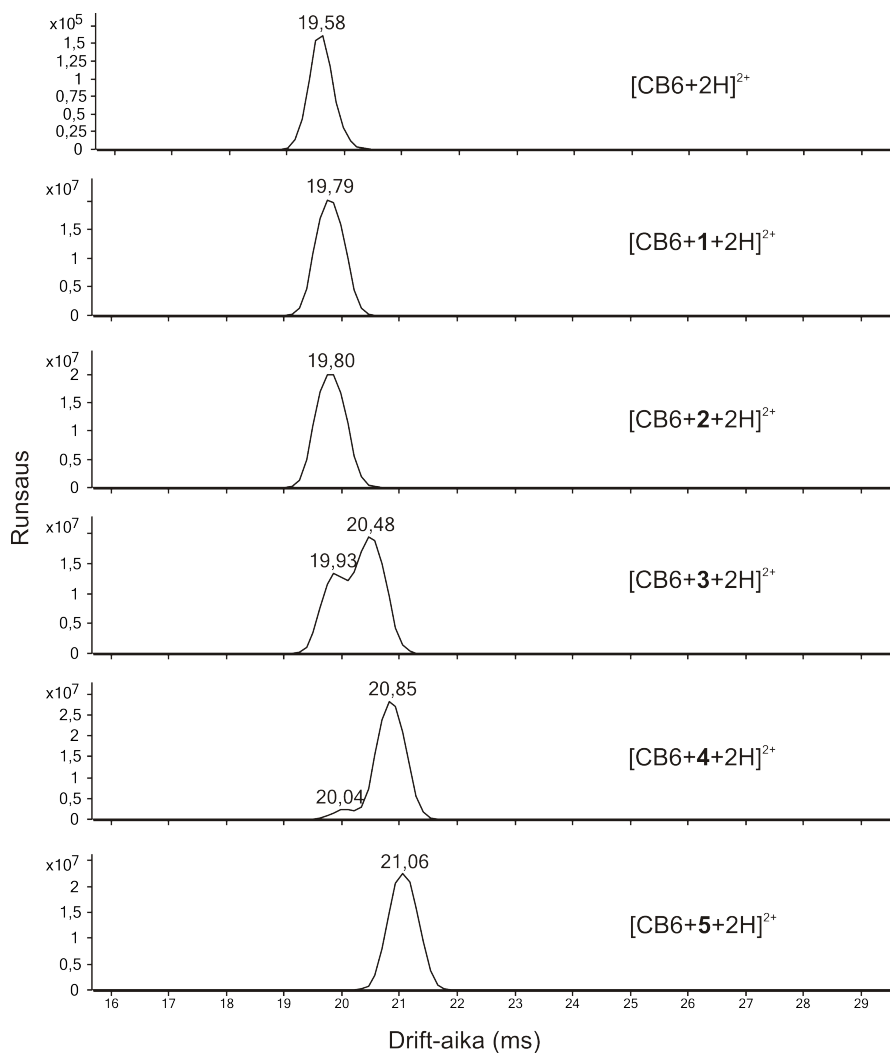 x10⁵
19,58
1,5
1,25
1
0,75
0,5
0,25
0
[CB6+2H]²⁺
x10⁷
19,79
1,5
1
0,5
0
[CB6+1+2H]²⁺
x10⁷
19,80
2
1,5
1
0,5
0
[CB6+2+2H]²⁺
Runsaus
x10⁷
20,48
19,93
1,5
1
0,5
0
[CB6+3+2H]²⁺
x10⁷
20,85
2,5
2
1,5
1
20,04
0,5
0
[CB6+4+2H]²⁺
x10⁷
21,06
2
1,5
1
0,5
0
[CB6+5+2H]²⁺
16 17 18 19 20 21 22 23 24 25 26 27 28 29
Drift-aika (ms)